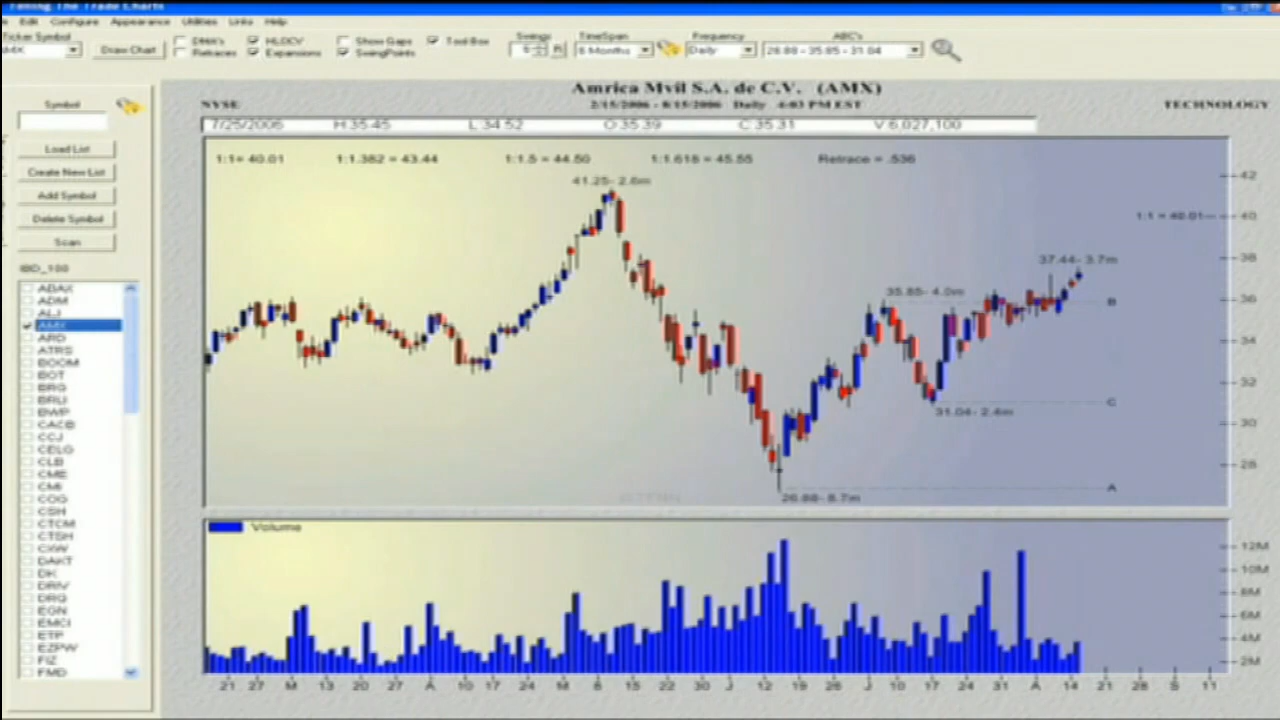 Edit Configure Appearance Utilities Links Help
Ticker Symbol
AMX
Draw Chart
DMA's
Retraces
HLOCV
Expansions
Show Gaps
SwingPoints
Tool Box
Swings
TimeSpan
6 Months
Frequency
Daily
ABC's
26.88 - 35.85 - 31.04
Symbol
Load List
Create New List
Add Symbol
Delete Symbol
Scan
IBD_100
ABAX
ADM
ALJ
AMX
ARD
ATRS
BOOM
BOT
BRG
BRLI
BWP
CACB
CCJ
CELG
CLB
CME
CMI
COG
CSH
CTCM
CTSH
CXW
DAKT
DK
DRIV
DRQ
EGN
EMCI
ETP
EZPW
FIZ
FMD
Amrica Mvil S.A. de C.V. (AMX)
NYSE
2/15/2006 - 8/15/2006 Daily 4:03 PM EST
TECHNOLOGY
7/25/2006 H:35.45 L:34.52 O:35.39 C:35.31 V:6,027,100
1:1= 40.01 1:1.382 = 43.44 1:1.5 = 44.50 1:1.618 = 45.55 Retrace = .536
41.25- 2.6m
42
1:1 = 40.01
40
37.44- 3.7m
38
35.85- 4.0m
36
B
34
32
C
31.04- 2.4m
30
28
A
26.88- 8.7m
Volume
12M
10M
8M
6M
4M
2M
21 27 M 13 20 27 A 10 17 24 M 8 15 22 30 J 12 19 26 J 10 17 24 31 A 14 21 28 S 11